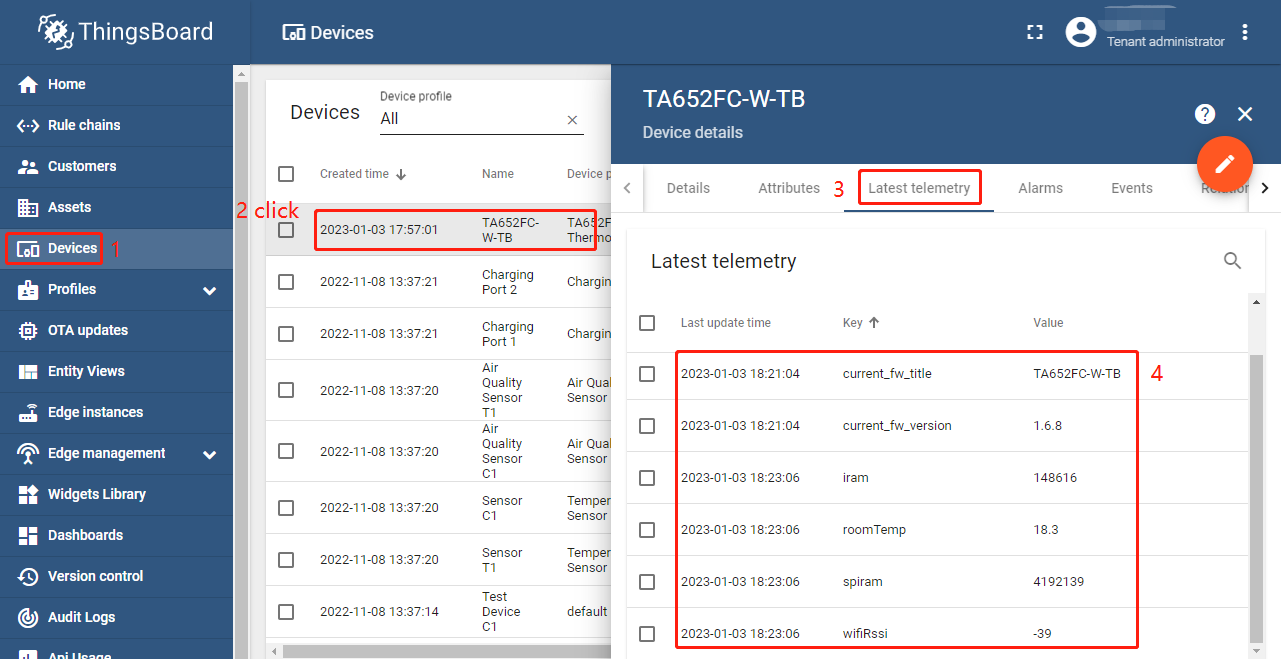 ThingsBoard
Devices
Tenant administrator
Home
Rule chains
Customers
Assets
Devices
1
Profiles
OTA updates
Entity Views
Edge instances
Edge management
Widgets Library
Dashboards
Version control
Audit Logs
Api Usage
Devices
Device profile
All
Created time
Name
Device p
2 click
2023-01-03 17:57:01
TA652FC-
W-TB
TA652F
Thermo
2022-11-08 13:37:21
Charging
Port 2
Chargin
2022-11-08 13:37:21
Charging
Port 1
Chargin
2022-11-08 13:37:20
Air
Quality
Sensor
T1
Air Qual
Sensor
2022-11-08 13:37:20
Air
Quality
Sensor
C1
Air Qual
Sensor
2022-11-08 13:37:20
Sensor
C1
Temper
Sensor
2022-11-08 13:37:20
Sensor
T1
Temper
Sensor
2022-11-08 13:37:14
Test
Device
C1
default
TA652FC-W-TB
Device details
?
Details
Attributes
3
Latest telemetry
Alarms
Events
Relation
Latest telemetry
Last update time
Key
Value
2023-01-03 18:21:04
current_fw_title
TA652FC-W-TB
4
2023-01-03 18:21:04
current_fw_version
1.6.8
2023-01-03 18:23:06
iram
148616
2023-01-03 18:23:06
roomTemp
18.3
2023-01-03 18:23:06
spiram
4192139
2023-01-03 18:23:06
wifiRssi
-39